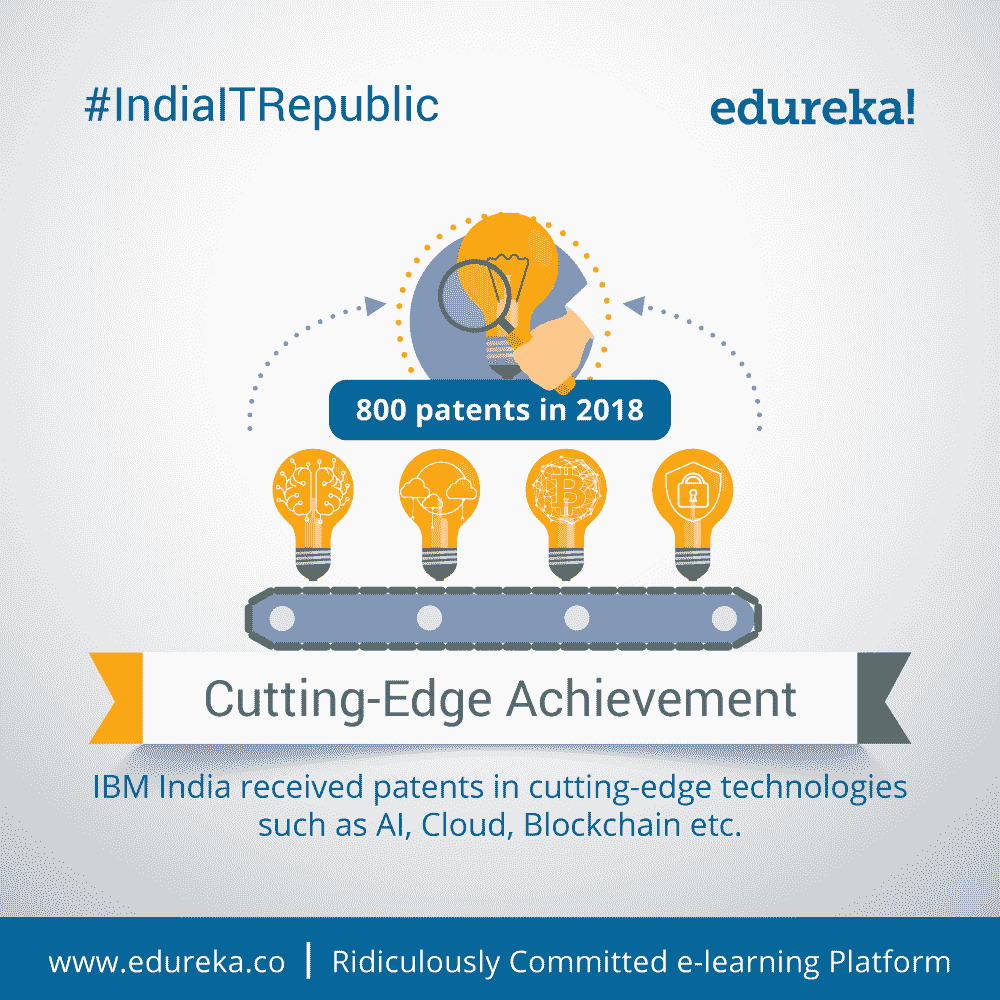 #IndiaITRepublic
edureka!
800 patents in 2018
Cutting-Edge Achievement
IBM India received patents in cutting-edge technologies
such as AI, Cloud, Blockchain etc.
www.edureka.co | Ridiculously Committed e-learning Platform